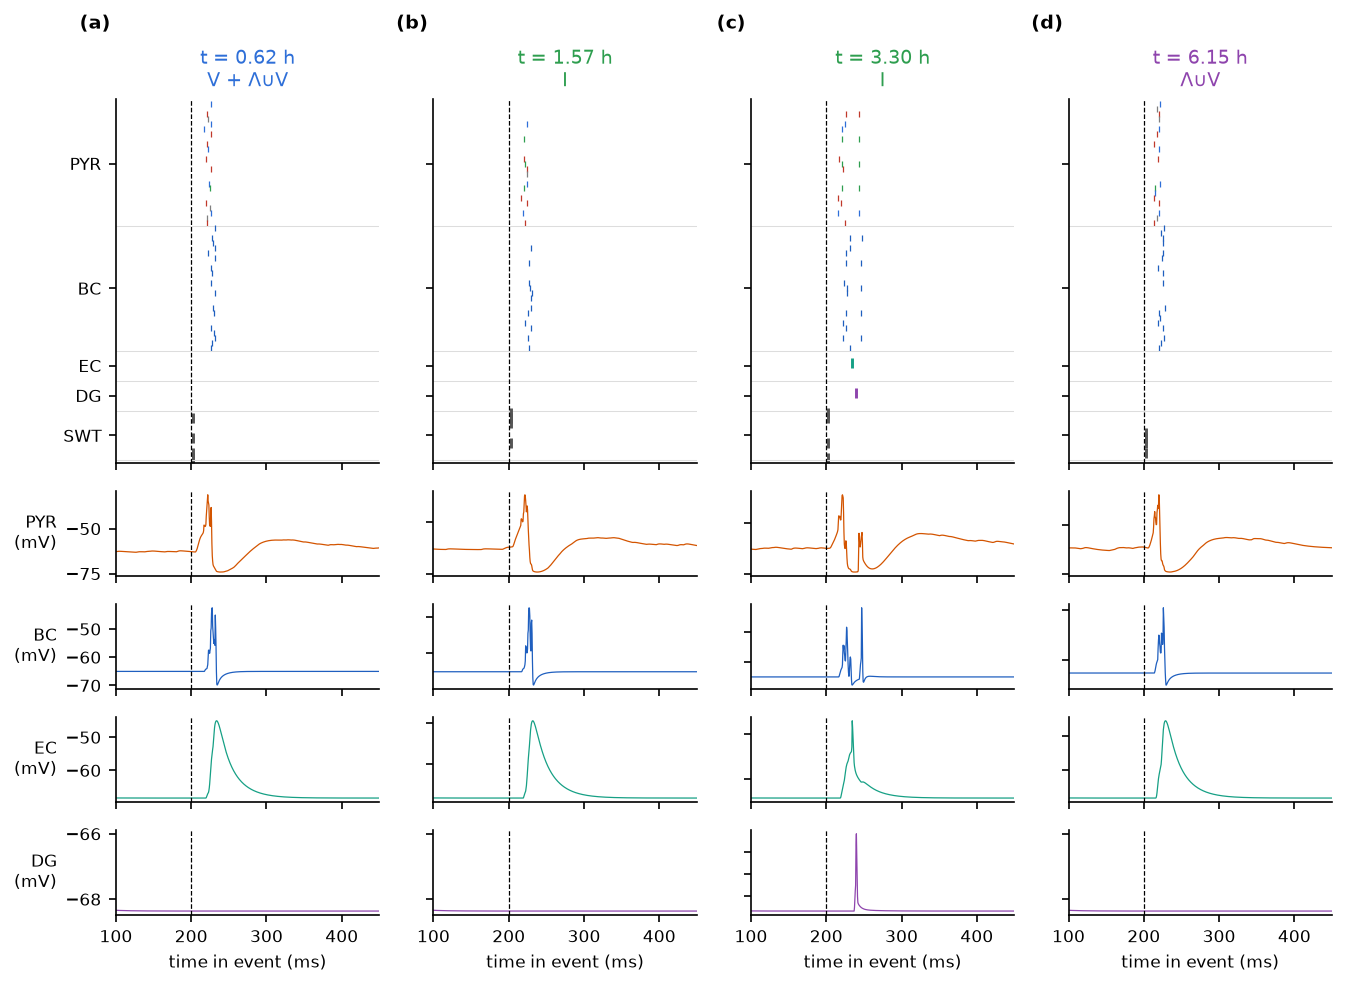 (a) (b) (c) (d)
t = 0.62 h t = 1.57 h t = 3.30 h t = 6.15 h
V + Λ∪V I I Λ∪V
PYR
BC
EC
DG
SWT
PYR
(mV)
−50
−75
BC
(mV)
−50
−60
−70
EC
(mV)
−50
−60
DG
(mV)
−66
−68
100 200 300 400 100 200 300 400 100 200 300 400 100 200 300 400
time in event (ms) time in event (ms) time in event (ms) time in event (ms)